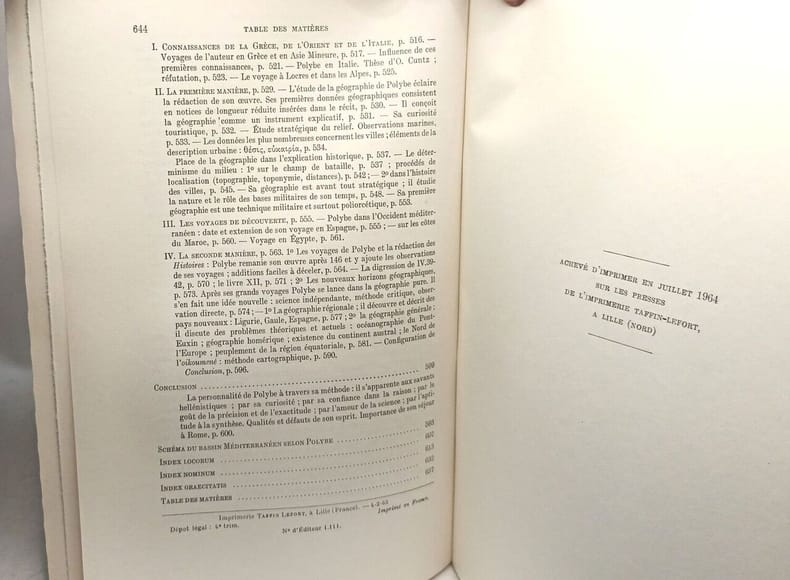 644
TABLE DES MATIÈRES
I. CONNAISSANCES DE LA GRÈCE, DE L'ORIENT ET DE L'ITALIE, p. 516. —
Voyages de l'auteur en Grèce et en Asie Mineure, p. 517. — Influence de ces
premières connaissances, p. 521. — Polybe en Italie. Thèse d'O. Cuntz ;
réfutation, p. 523. — Le voyage à Locres et dans les Alpes, p. 525.
II. LA PREMIÈRE MANIÈRE, p. 529. — L'étude de la géographie de Polybe éclaire
la rédaction de son œuvre. Ses premières données géographiques consistent
en notices de longueur réduite insérées dans le récit, p. 530. — Il conçoit
la géographie comme un instrument explicatif, p. 531. — Sa curiosité
touristique, p. 532. — Étude stratégique du relief. Observations marines,
p. 533. — Les données les plus nombreuses concernent les villes ; éléments de la
description urbaine : θέσις, εὐκαιρία, p. 534.
Place de la géographie dans l'explication historique, p. 537. — Le déter-
minisme du milieu : 1º sur le champ de bataille, p. 537 ; procédés de
localisation (topographie, toponymie, distances), p. 542 ; — 2º dans l'histoire
des villes, p. 545. — Sa géographie est avant tout stratégique ; il étudie
la nature et le rôle des bases militaires de son temps, p. 548. — Sa première
géographie est une technique militaire et surtout poliorcétique, p. 553.
III. LES VOYAGES DE DÉCOUVERTE, p. 555. — Polybe dans l'Occident méditer-
ranéen : date et extension de son voyage en Espagne, p. 555 ; — sur les côtes
du Maroc, p. 560. — Voyage en Égypte, p. 561.
IV. LA SECONDE MANIÈRE, p. 563. 1º Les voyages de Polybe et la rédaction des
Histoires : Polybe remanie son œuvre après 146 et y ajoute les observations
de ses voyages ; additions faciles à déceler, p. 564. — La digression de IV,39-
42, p. 570 ; le livre XII, p. 571 ; 2º Les nouveaux horizons géographiques,
p. 573. Après ses grands voyages Polybe se lance dans la géographie pure. Il
s'en fait une idée nouvelle : science indépendante, méthode critique, obser-
vation directe, p. 574 ; — 1º La géographie régionale ; il découvre et décrit des
pays nouveaux : Ligurie, Gaule, Espagne, p. 577 ; 2º la géographie générale :
il discute des problèmes théoriques et actuels : océanographie du Pont-
Euxin ; géographie homérique ; existence du continent austral ; le Nord de
l'Europe ; peuplement de la région équatoriale, p. 581. — Configuration de
l'oikoumené : méthode cartographique, p. 590.
Conclusion, p. 596.
CONCLUSION
La personnalité de Polybe à travers sa méthode : il s'apparente aux savants
hellénistiques ; par sa curiosité ; par sa confiance dans la raison ; par le
goût de la précision et de l'exactitude ; par l'amour de la science ; par l'apti-
tude à la synthèse. Qualités et défauts de son esprit. Importance de son séjour
à Rome, p. 600.
SCHÉMA DU BASSIN MÉDITERRANÉEN SELON POLYBE
INDEX LOCORUM
INDEX NOMINUM
INDEX GRAECITATIS
TABLE DES MATIÈRES
Imprimerie TAFFIN LEFORT, à Lille (France). — 4-2-65
Dépôt légal : 4e trim. Nº d'Éditeur 1.111. Imprimé en France.
ACHEVÉ D'IMPRIMER EN JUILLET 1964
SUR LES PRESSES
DE L'IMPRIMERIE TAFFIN-LEFORT,
A LILLE (NORD)